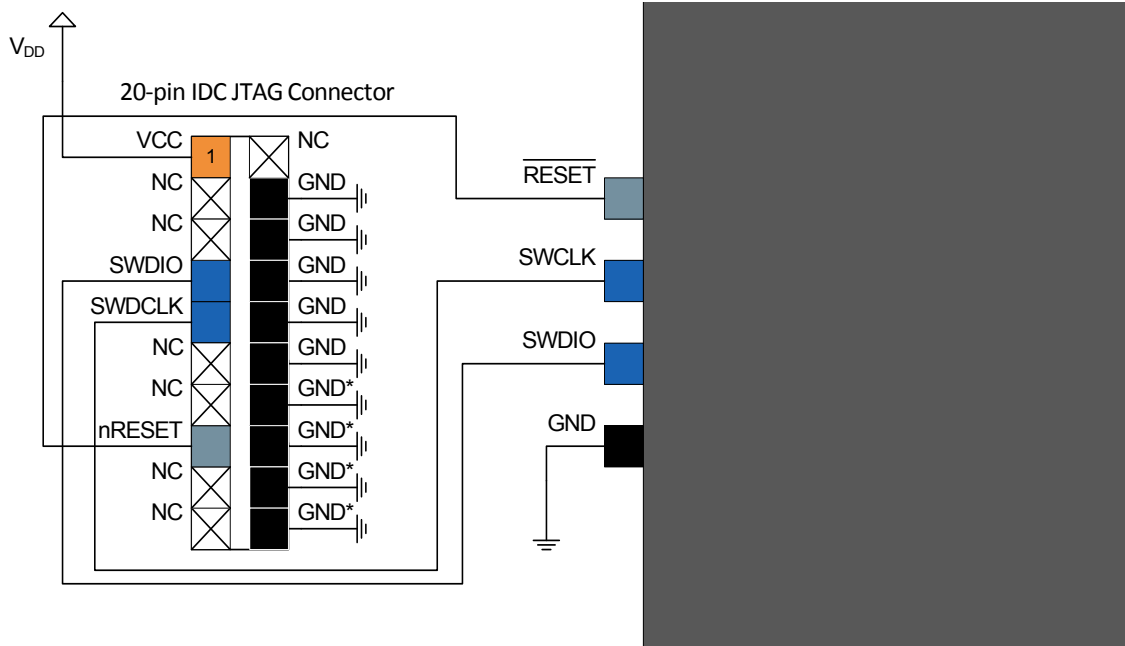 V_DD
20-pin IDC JTAG Connector
VCC
1
NC
NC
GND
NC
GND
SWDIO
GND
SWDCLK
GND
NC
GND
NC
GND*
nRESET
GND*
NC
GND*
NC
GND*
RESET
SWCLK
SWDIO
GND